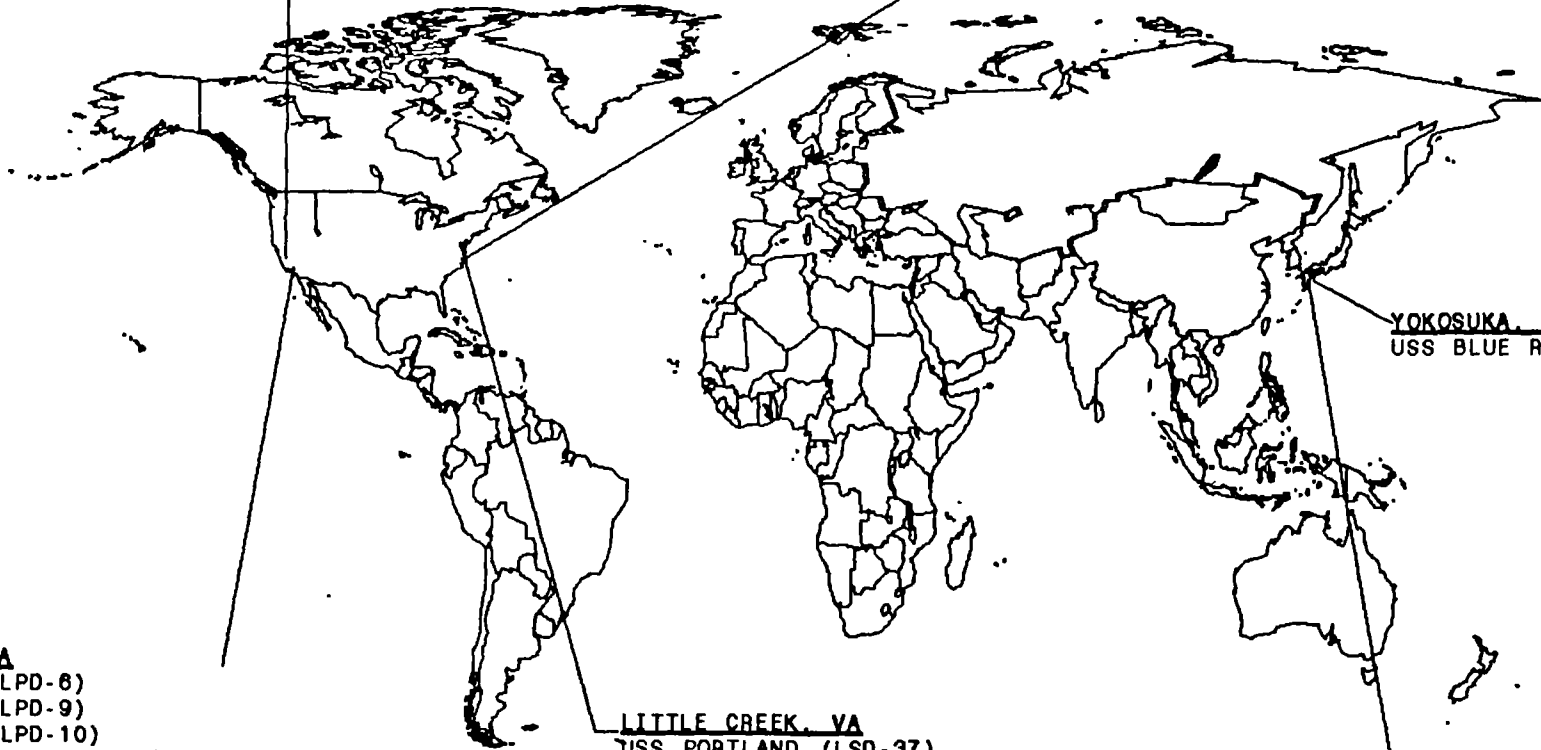 YOKOSUKA,
USS BLUE R
A
LPD-6)
LPD-9)
LPD-10)
LITTLE CREEK, VA
USS PORTLAND (LSD-37)